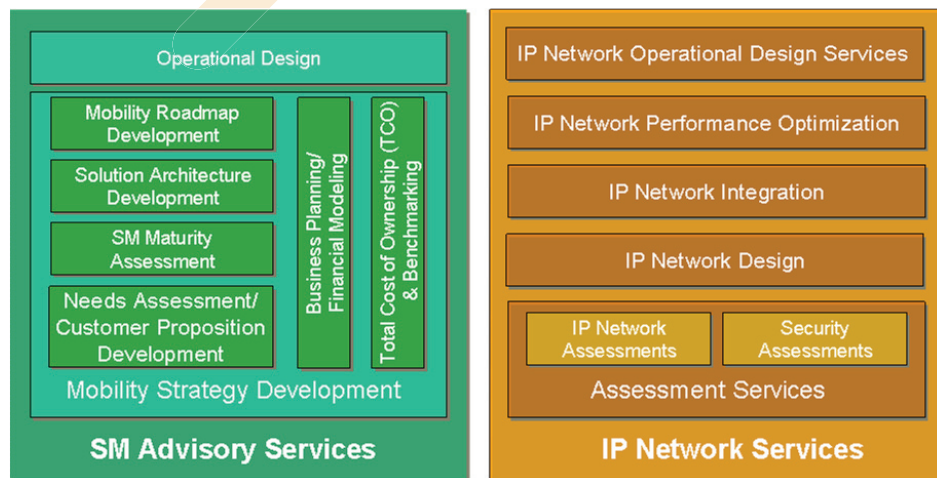 Operational Design
Mobility Roadmap
Development
Solution Architecture
Development
SM Maturity
Assessment
Needs Assessment/
Customer Proposition
Development
Business Planning/
Financial Modeling
Total Cost of Ownership (TCO)
& Benchmarking
Mobility Strategy Development
SM Advisory Services
IP Network Operational Design Services
IP Network Performance Optimization
IP Network Integration
IP Network Design
IP Network
Assessments
Security
Assessments
Assessment Services
IP Network Services